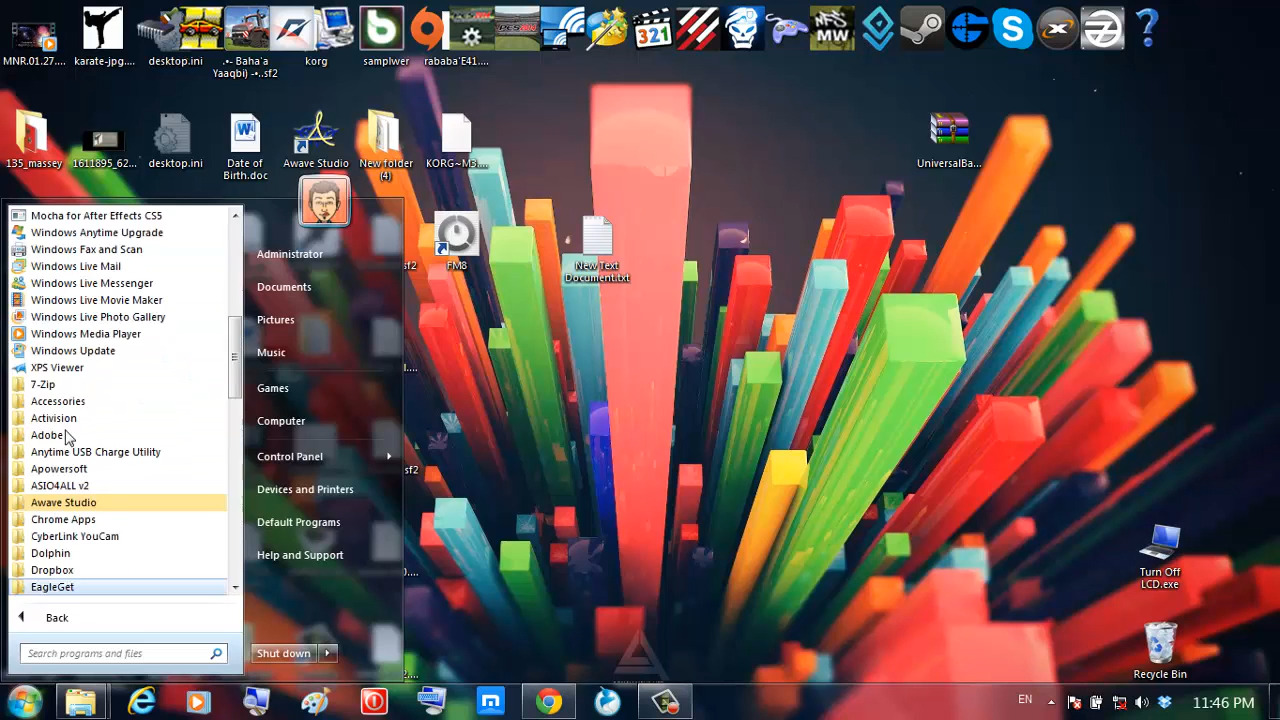 MNR.01.27....
karate-jpg....
desktop.ini
.•- Baha'a
Yaaqbi) -•..sf2
korg
samplwer
rababa'E41....
321
NFS
MW
135_massey
1611895_62...
desktop.ini
Date of
Birth.doc
Awave Studio
New folder
(4)
KORG~M3....
UniversalBa...
FM8
New Text
Document.txt
Turn Off
LCD.exe
Recycle Bin
Mocha for After Effects CS5
Windows Anytime Upgrade
Windows Fax and Scan
Windows Live Mail
Windows Live Messenger
Windows Live Movie Maker
Windows Live Photo Gallery
Windows Media Player
Windows Update
XPS Viewer
7-Zip
Accessories
Activision
Adobe
Anytime USB Charge Utility
Apowersoft
ASIO4ALL v2
Awave Studio
Chrome Apps
CyberLink YouCam
Dolphin
Dropbox
EagleGet
Back
Search programs and files
Administrator
Documents
Pictures
Music
Games
Computer
Control Panel
Devices and Printers
Default Programs
Help and Support
Shut down
sf2
sf2
EN
11:46 PM